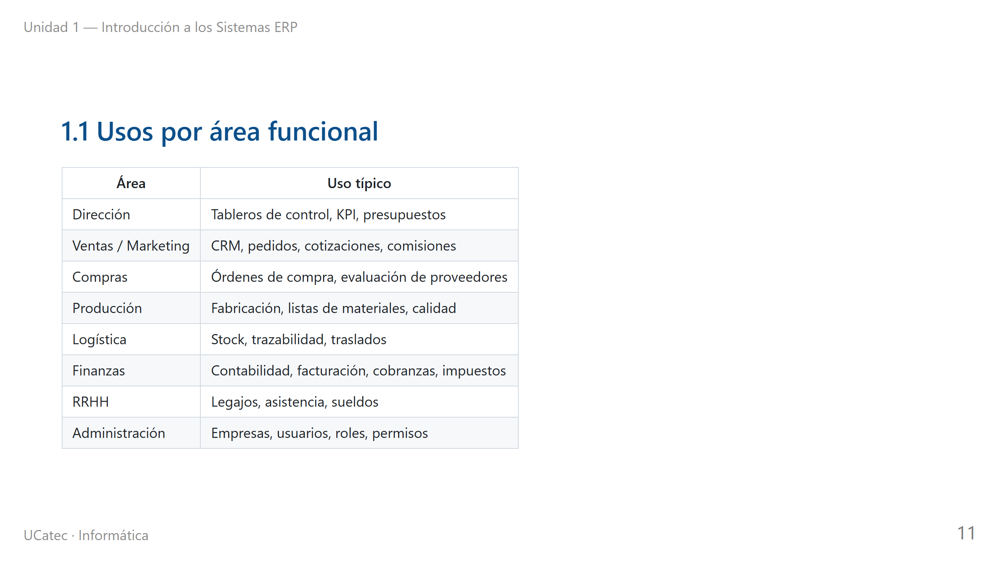 Unidad 1 — Introducción a los Sistemas ERP
1.1 Usos por área funcional
Área Uso típico
Dirección Tableros de control, KPI, presupuestos
Ventas / Marketing CRM, pedidos, cotizaciones, comisiones
Compras Órdenes de compra, evaluación de proveedores
Producción Fabricación, listas de materiales, calidad
Logística Stock, trazabilidad, traslados
Finanzas Contabilidad, facturación, cobranzas, impuestos
RRHH Legajos, asistencia, sueldos
Administración Empresas, usuarios, roles, permisos
UCatec · Informática
11